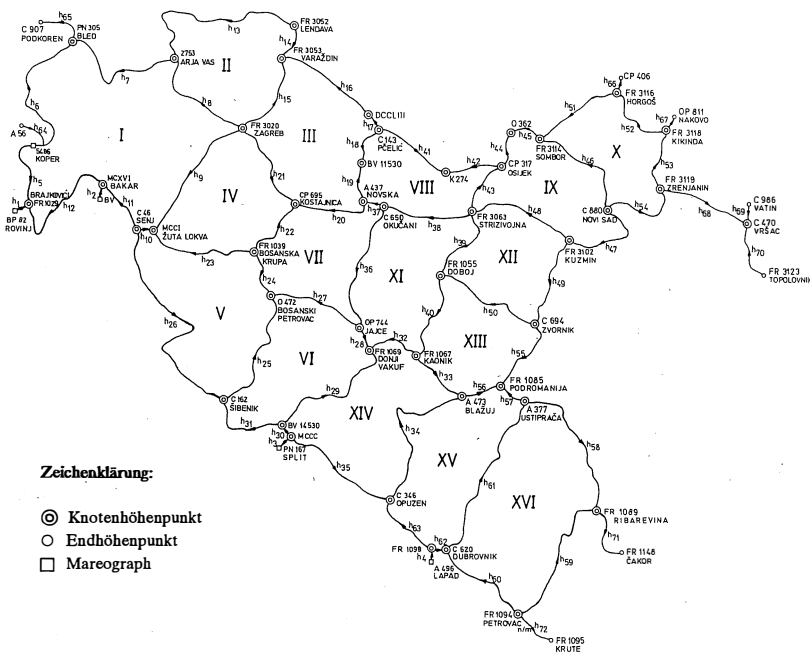 h65
C 907
PODKOREN
PN 305
BLED
h13
FR 3052
LENDAVA
h14
2753
ARJA VAS
II
FR 3053
VARAŽDIN
h7
h6
h8
h15
h16
CP 406
h66
FR 3116
HORGOŠ
h51
OP 811
NAKOVO
h67
h52
FR 3118
KIKINDA
A 56
h64
5486
KOPER
I
FR 3020
ZAGREB
III
DCCLIII
h17
C 143
PČELIC
h18
h41
O 362
h45
FR 3114
SOMBOR
h44
X
h46
h53
BV 11530
VIII
K 274
h42
CP 317
OSIJEK
IX
h5
h9
IV
h21
h19
h43
FR 3119
ZRENJANIN
BRAJKOVIĆI
FR 1029
h1
BP 82
ROVINJ
h12
MCXVI
BAKAR
h2
BV
h11
C 46
SENJ
h10
MCCI
ŽUTA LOKVA
CP 695
KOSTAJNICA
h20
A 437
NOVSKA
h37
C 650
OKUČANI
h38
FR 3063
STRIZIVOJNA
h48
C 880
NOVI SAD
h54
h68
h69
C 986
VATIN
C 470
VRŠAC
h70
FR 3123
TOPOLOVNIK
h22
h23
FR 1039
BOSANSKA
KRUPA
VII
h36
XI
h39
XII
FR 3102
KUZMIN
h47
h49
h24
O 472
BOSANSKI
PETROVAC
h27
FR 1055
DOBOJ
h50
h40
h26
V
OP 744
JAJCE
h28
h32
FR 1069
DONJI
VAKUF
FR 1067
KAONIK
XIII
C 694
ZVORNIK
h55
h25
VI
h33
h56
FR 1085
PODROMANIJA
h29
A 473
BLAŽUJ
h57
A 377
USTIPRAČA
C 162
ŠIBENIK
h31
XIV
BV 14530
h30
MCCC
h3
PN 167
SPLIT
h34
h58
XV
h35
h61
XVI
C 346
OPUZEN
FR 1089
RIBAREVINA
h71
FR 1148
ČAKOR
h63
h62
FR 1098
h4
C 620
DUBROVNIK
A 496
LAPAD
h59
h60
FR 1094
PETROVAC
n/m
h72
FR 1095
KRUTE
Zeichenklärung:
Knotenhöhenpunkt
Endhöhenpunkt
Mareograph